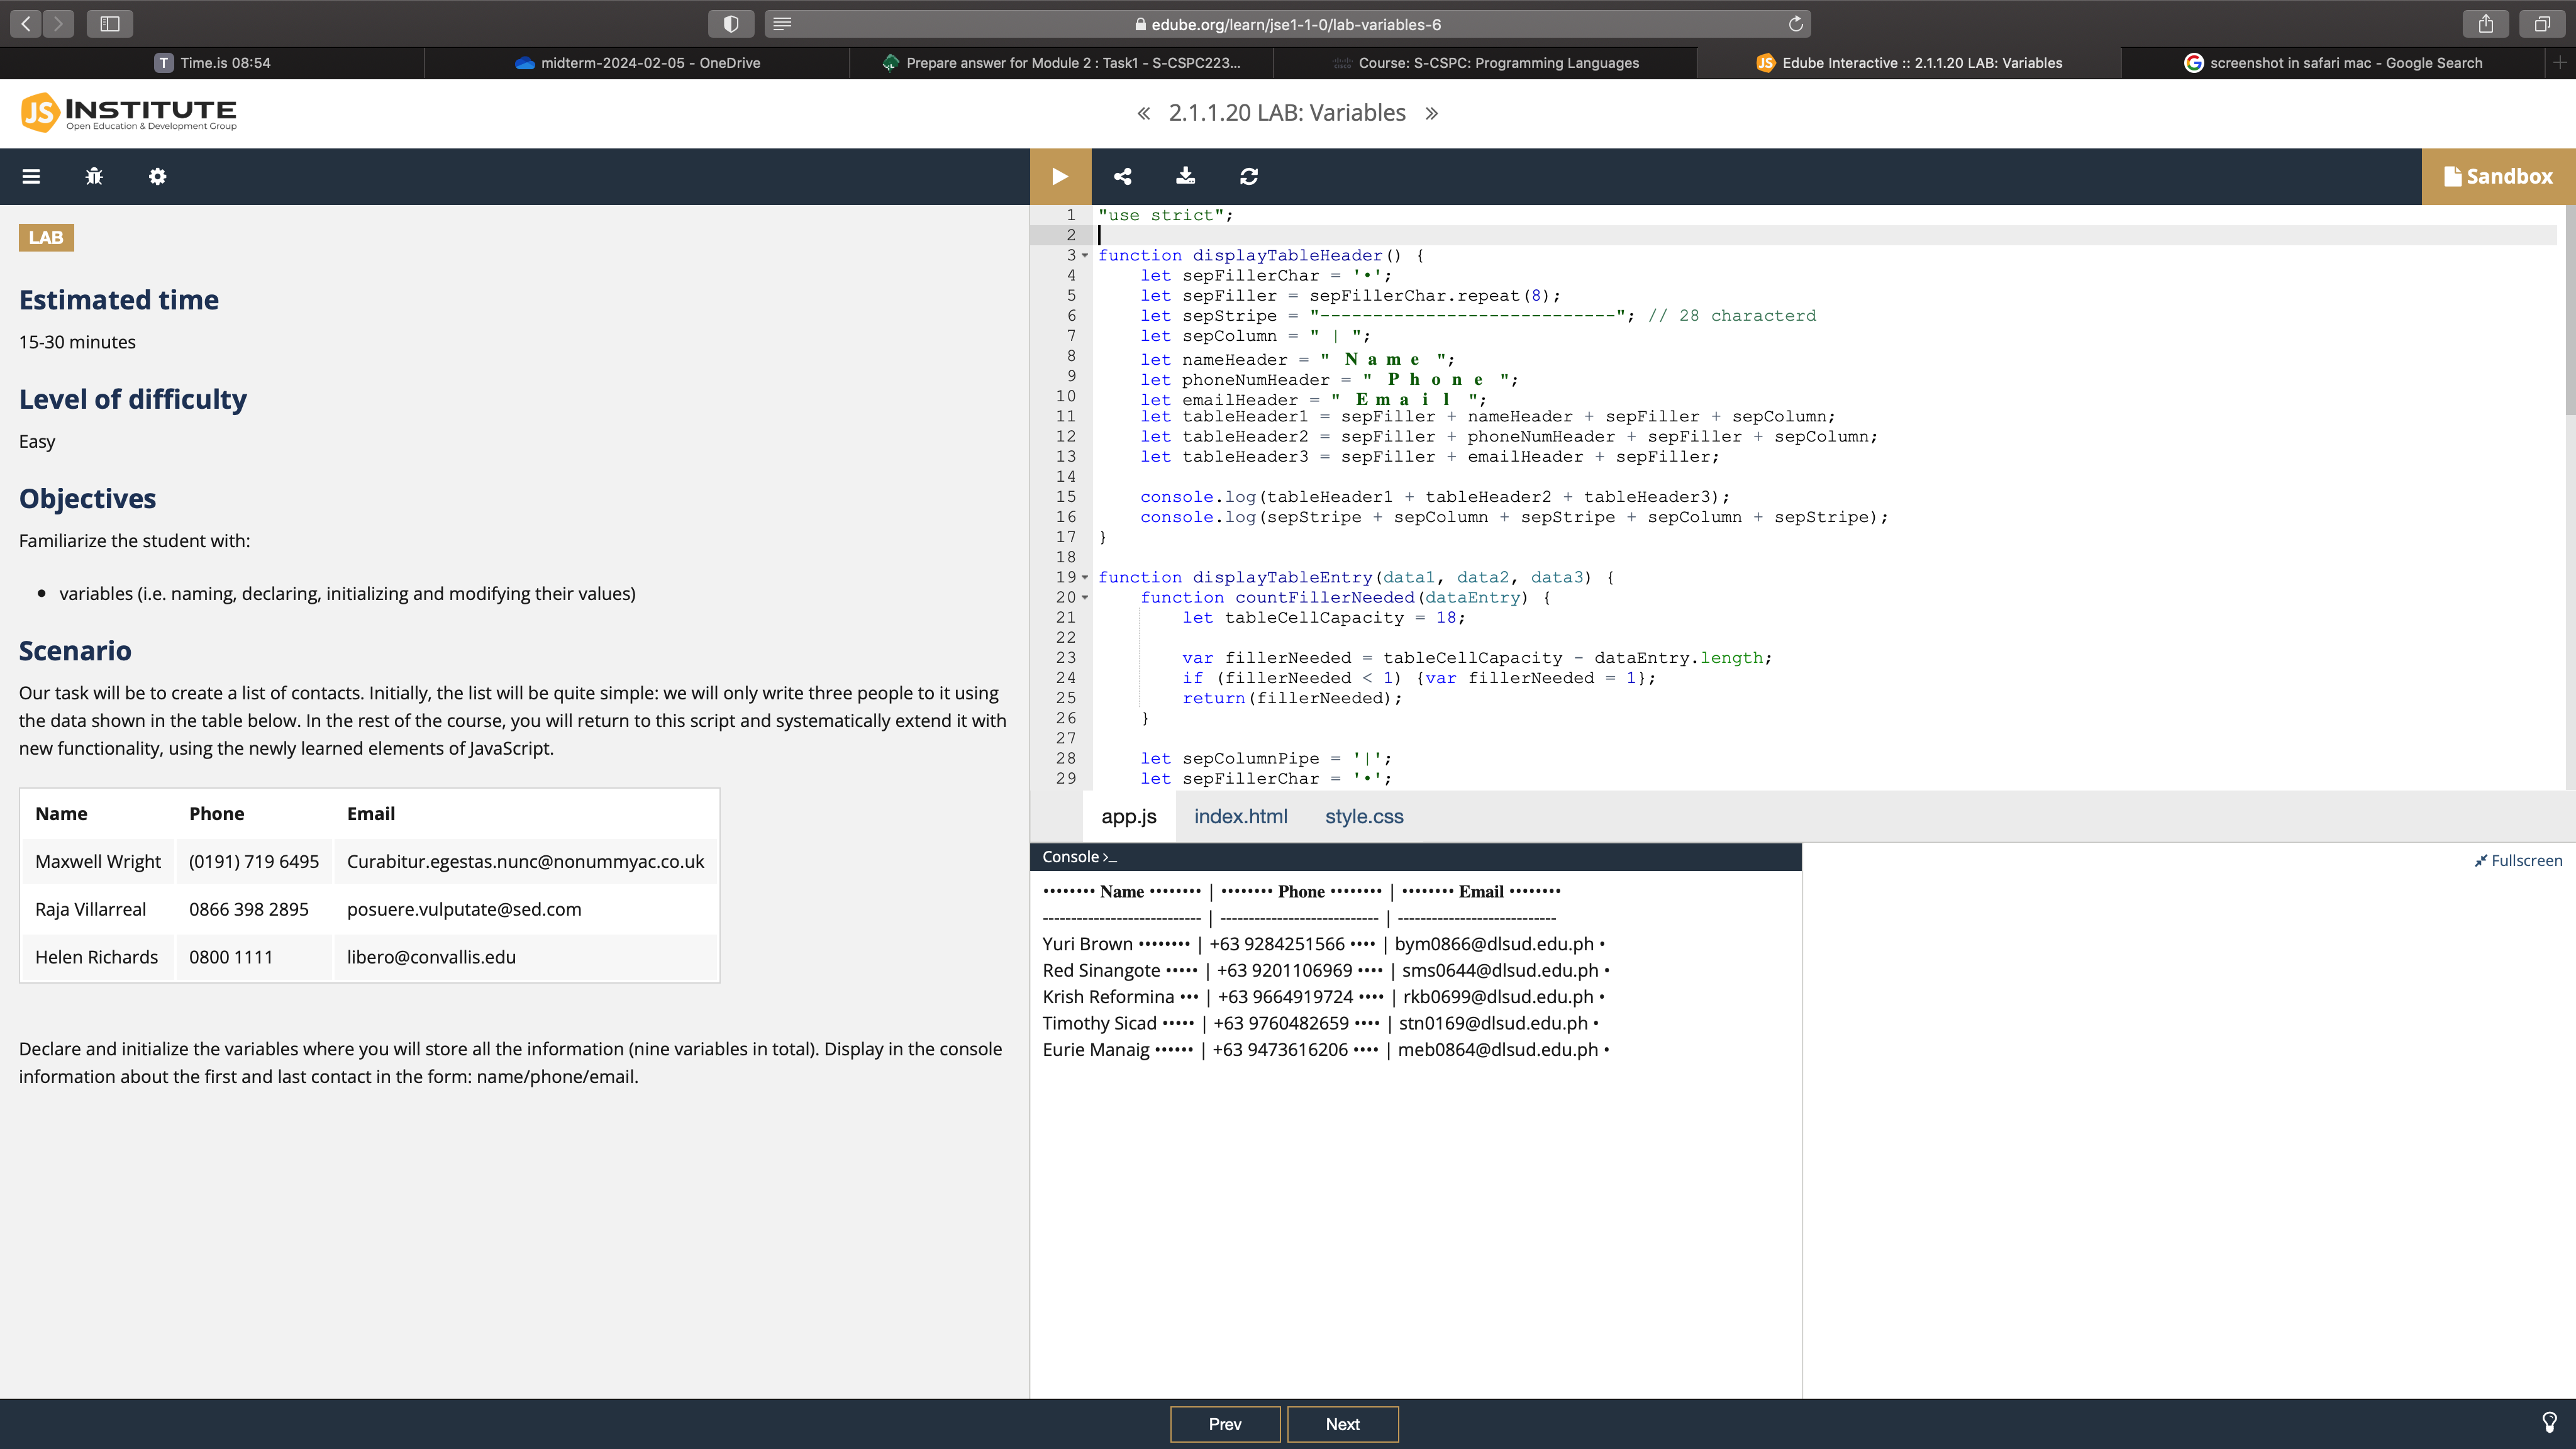 edube.org/learn/jse1-1-0/lab-variables-6
T Time.is 08:54
midterm-2024-02-05 - OneDrive
Prepare answer for Module 2 : Task1 - S-CSPC223...
Course: S-CSPC: Programming Languages
JS Edube Interactive :: 2.1.1.20 LAB: Variables
G screenshot in safari mac - Google Search
JS INSTITUTE
Open Education & Development Group
« 2.1.1.20 LAB: Variables »
Sandbox
LAB
Estimated time
15-30 minutes
Level of difficulty
Easy
Objectives
Familiarize the student with:
• variables (i.e. naming, declaring, initializing and modifying their values)
Scenario
Our task will be to create a list of contacts. Initially, the list will be quite simple: we will only write three people to it using
the data shown in the table below. In the rest of the course, you will return to this script and systematically extend it with
new functionality, using the newly learned elements of JavaScript.
Name Phone Email
Maxwell Wright (0191) 719 6495 Curabitur.egestas.nunc@nonummyac.co.uk
Raja Villarreal 0866 398 2895 posuere.vulputate@sed.com
Helen Richards 0800 1111 libero@convallis.edu
Declare and initialize the variables where you will store all the information (nine variables in total). Display in the console
information about the first and last contact in the form: name/phone/email.
1 "use strict";
2
3 function displayTableHeader() {
4 let sepFillerChar = '•';
5 let sepFiller = sepFillerChar.repeat(8);
6 let sepStripe = "----------------------------"; // 28 characterd
7 let sepColumn = " | ";
8 let nameHeader = " 𝐍𝐚𝐦𝐞 ";
9 let phoneNumHeader = " 𝐏𝐡𝐨𝐧𝐞 ";
10 let emailHeader = " 𝐄𝐦𝐚𝐢𝐥 ";
11 let tableHeader1 = sepFiller + nameHeader + sepFiller + sepColumn;
12 let tableHeader2 = sepFiller + phoneNumHeader + sepFiller + sepColumn;
13 let tableHeader3 = sepFiller + emailHeader + sepFiller;
14
15 console.log(tableHeader1 + tableHeader2 + tableHeader3);
16 console.log(sepStripe + sepColumn + sepStripe + sepColumn + sepStripe);
17 }
18
19 function displayTableEntry(data1, data2, data3) {
20 function countFillerNeeded(dataEntry) {
21 let tableCellCapacity = 18;
22
23 var fillerNeeded = tableCellCapacity - dataEntry.length;
24 if (fillerNeeded < 1) {var fillerNeeded = 1};
25 return(fillerNeeded);
26 }
27
28 let sepColumnPipe = '|';
29 let sepFillerChar = '•';
app.js index.html style.css
Console >_
Fullscreen
•••••••• 𝐍𝐚𝐦𝐞 •••••••• | •••••••• 𝐏𝐡𝐨𝐧𝐞 •••••••• | •••••••• 𝐄𝐦𝐚𝐢𝐥 ••••••••
---------------------------- | ---------------------------- | ----------------------------
Yuri Brown •••••••• | +63 9284251566 •••• | bym0866@dlsud.edu.ph •
Red Sinangote ••••• | +63 9201106969 •••• | sms0644@dlsud.edu.ph •
Krish Reformina ••• | +63 9664919724 •••• | rkb0699@dlsud.edu.ph •
Timothy Sicad ••••• | +63 9760482659 •••• | stn0169@dlsud.edu.ph •
Eurie Manaig •••••• | +63 9473616206 •••• | meb0864@dlsud.edu.ph •
Prev Next